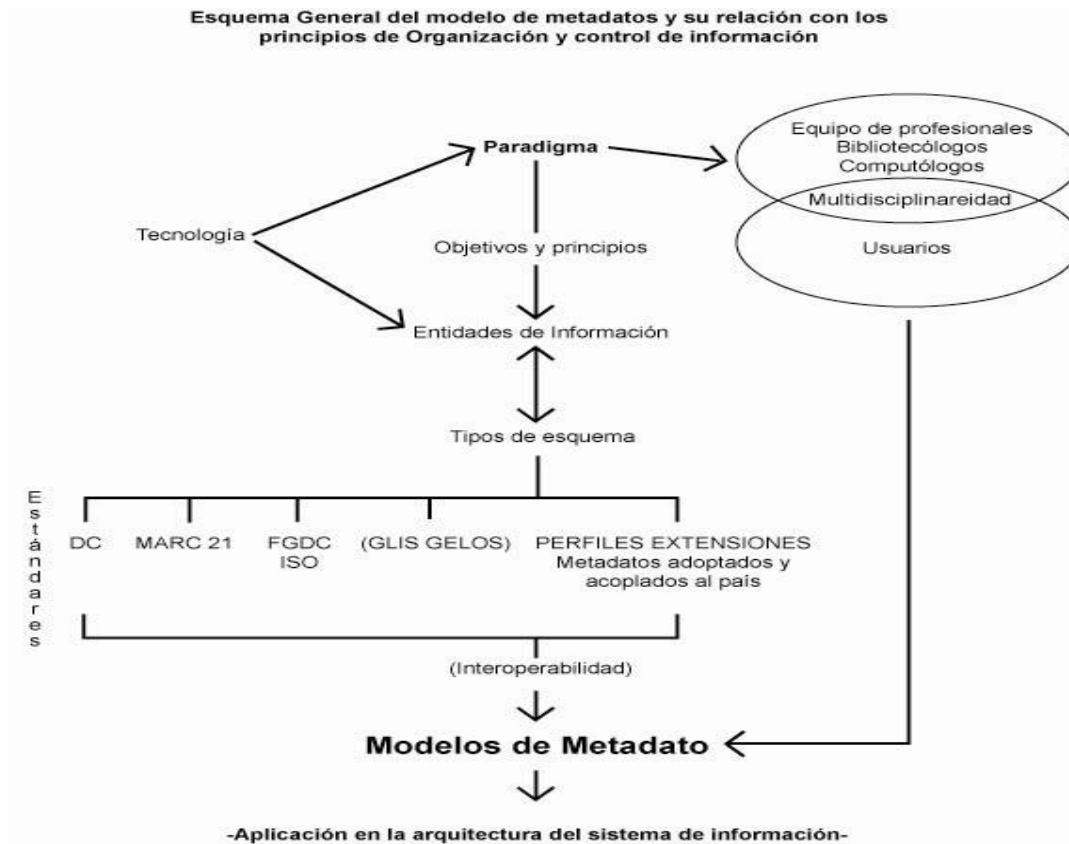 Esquema General del modelo de metadatos y su relación con los
principios de Organización y control de información
Equipo de profesionales
Bibliotecólogos
Computólogos
Paradigma
Multidisciplinareidad
Tecnología
Objetivos y principios
Usuarios
Entidades de Información
Tipos de esquema
Estándares
DC
MARC 21
FGDC
ISO
(GLIS GELOS)
PERFILES EXTENSIONES
Metadatos adoptados y
acoplados al país
(Interoperabilidad)
Modelos de Metadato
-Aplicación en la arquitectura del sistema de información-